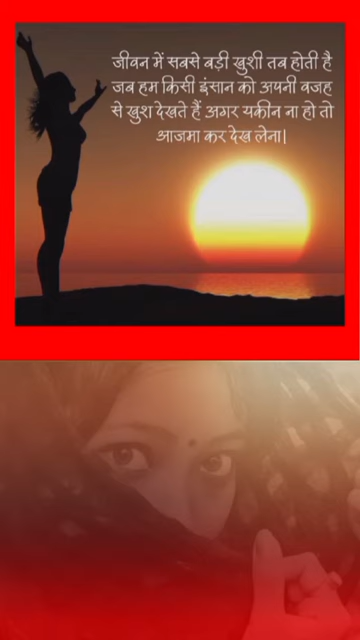 जीवन में सबसे बड़ी खुशी तब होती है
जब हम किसी इंसान को अपनी वजह
से खुश देखते हैं अगर यकीन ना हो तो
आजमा कर देख लेना|